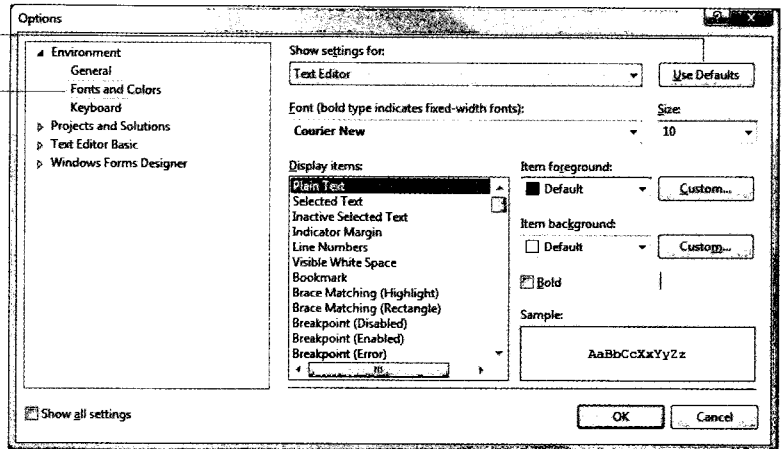 Options
Environment
General
Fonts and Colors
Keyboard
Projects and Solutions
Text Editor Basic
Windows Forms Designer
Show settings for:
Text Editor
Use Defaults
Font (bold type indicates fixed-width fonts):
Size:
Courier New
10
Display items:
Plain Text
Selected Text
Inactive Selected Text
Indicator Margin
Line Numbers
Visible White Space
Bookmark
Brace Matching (Highlight)
Brace Matching (Rectangle)
Breakpoint (Disabled)
Breakpoint (Enabled)
Breakpoint (Error)
Item foreground:
Default
Custom...
Item background:
Default
Custom...
Bold
Sample:
AaBbCcXxYyZz
Show all settings
OK
Cancel